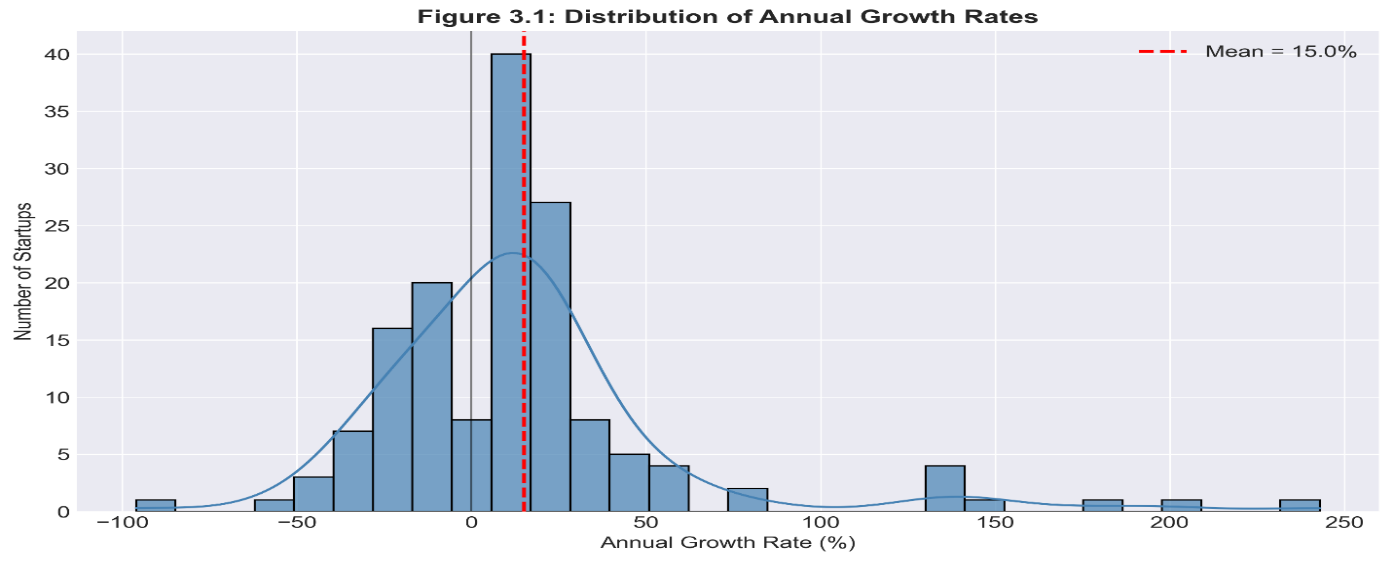 Figure 3.1: Distribution of Annual Growth Rates
Mean = 15.0%
Number of Startups
40
35
30
25
20
15
10
5
0
−100 −50 0 50 100 150 200 250
Annual Growth Rate (%)